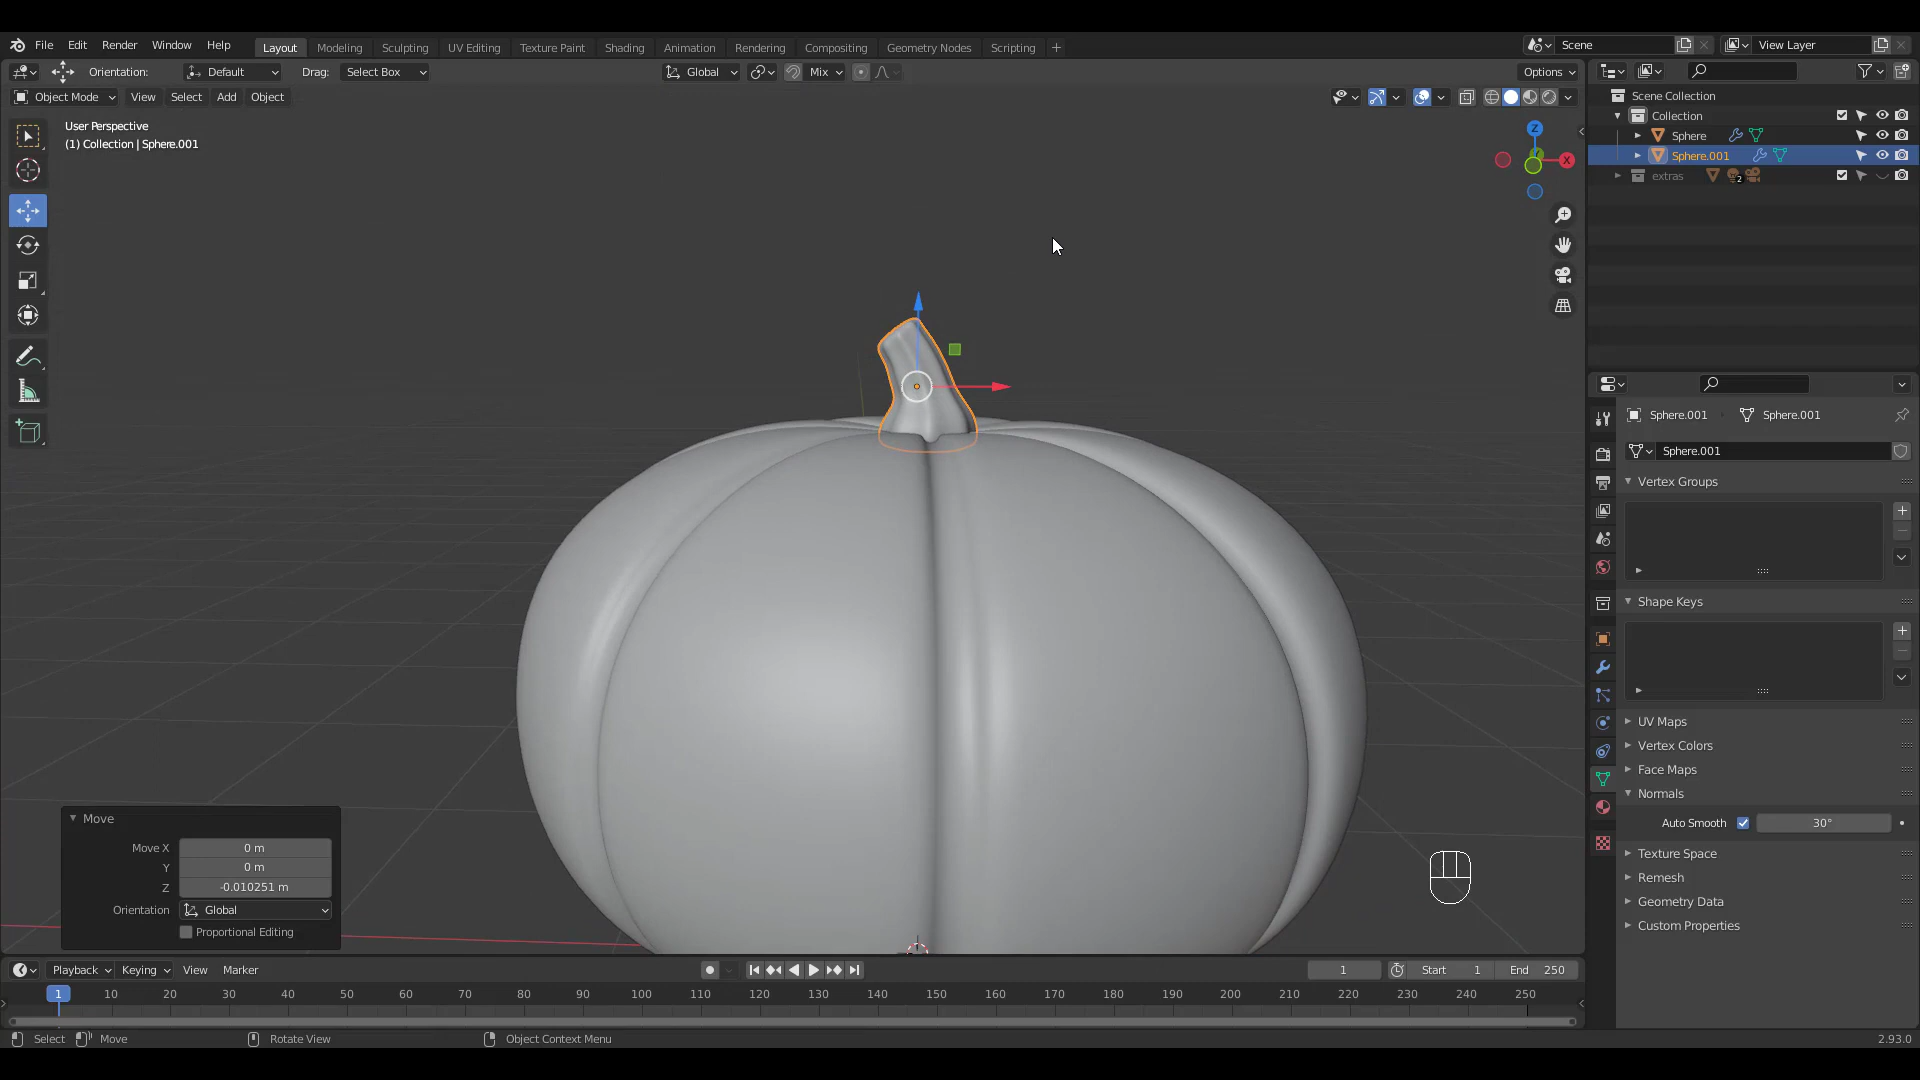 File Edit Render Window Help Layout Modeling Sculpting UV Editing Texture Paint Shading Animation Rendering Compositing Geometry Nodes Scripting + Scene View Layer
Orientation: Default Drag: Select Box Global Mix Options
Object Mode View Select Add Object
User Perspective
(1) Collection | Sphere.001
Z
X
Scene Collection
Collection
Sphere
Sphere.001
extras 2
Sphere.001 Sphere.001
Sphere.001
Vertex Groups
Shape Keys
UV Maps
Vertex Colors
Face Maps
Normals
Auto Smooth 30°
Texture Space
Remesh
Geometry Data
Custom Properties
Move
Move X 0 m
Y 0 m
Z -0.010251 m
Orientation Global
Proportional Editing
Playback Keying View Marker 1 Start 1 End 250
1 10 20 30 40 50 60 70 80 90 100 110 120 130 140 150 160 170 180 190 200 210 220 230 240 250
Select Move Rotate View Object Context Menu 2.93.0